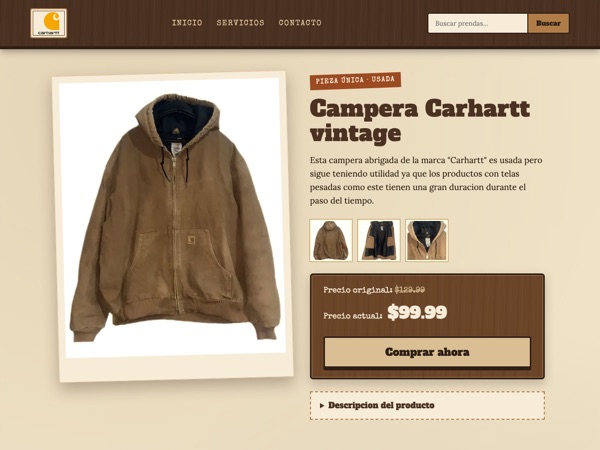 carhartt
INICIO SERVICIOS CONTACTO
Buscar prendas...
Buscar
PIEZA ÚNICA · USADA
Campera Carhartt
vintage
Esta campera abrigada de la marca "Carhartt" es usada pero
sigue teniendo utilidad ya que los productos con telas
pesadas como este tienen una gran duracion durante el
paso del tiempo.
Precio original: $129.99
Precio actual: $99.99
Comprar ahora
▸ Descripcion del producto